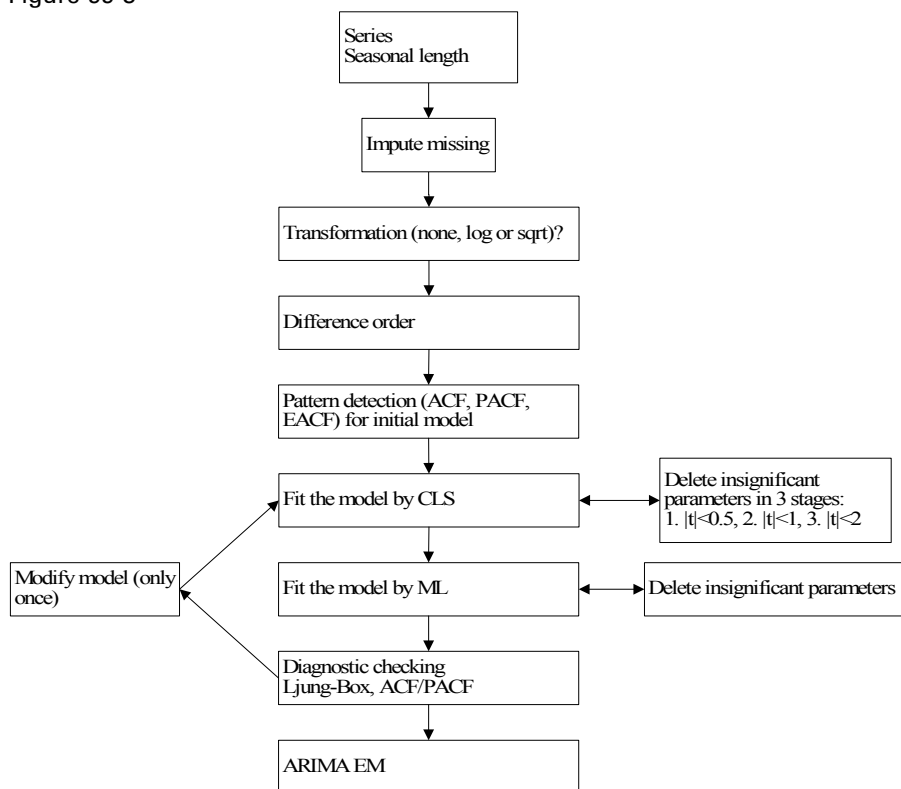 Series
Seasonal length
Impute missing
Transformation (none, log or sqrt)?
Difference order
Pattern detection (ACF, PACF,
EACF) for initial model
Fit the model by CLS
Delete insignificant
parameters in 3 stages:
1. |t|<0.5, 2. |t|<1, 3. |t|<2
Modify model (only
once)
Fit the model by ML
Delete insignificant parameters
Diagnostic checking
Ljung-Box, ACF/PACF
ARIMA EM